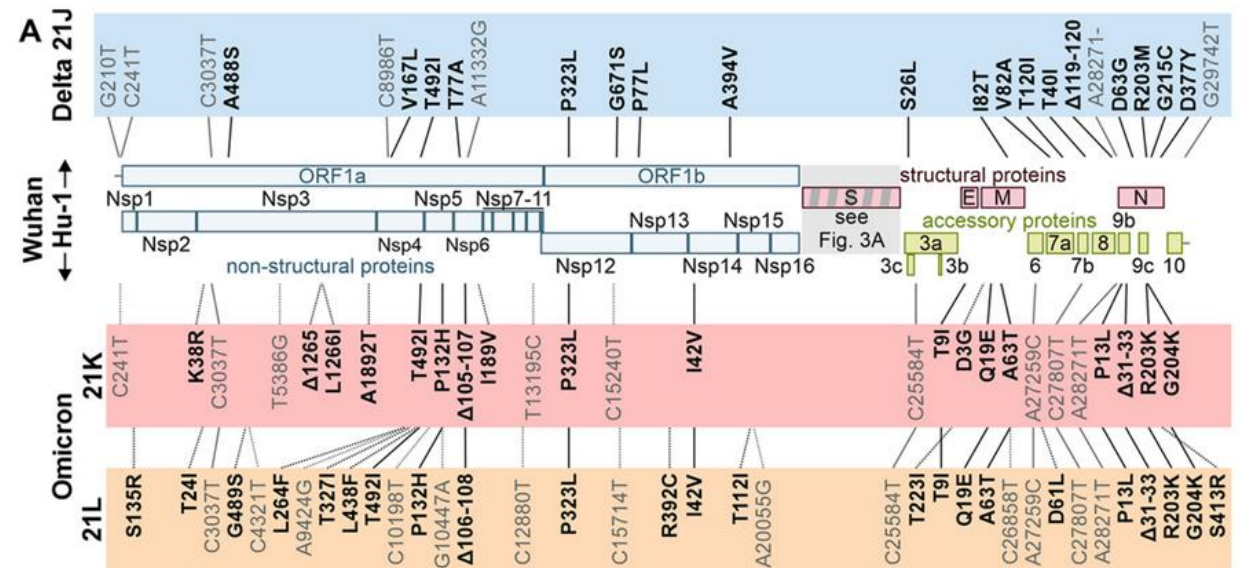 A
Delta 21J
G210T
C241T
C3037T
A488S
C8986T
V167L
T492I
T77A
A11332G
P323L
G671S
P77L
A394V
S26L
I82T
V82A
T120I
T40I
Δ119-120
A28271-
D63G
R203M
G215C
D377Y
G29742T
Wuhan
← Hu-1 →
ORF1a
ORF1b
structural proteins
Nsp1
Nsp3
Nsp5
Nsp7-11
S
E
M
N
Nsp13
Nsp15
see
accessory proteins
9b
Nsp2
Nsp4
Nsp6
Fig. 3A
3a
7a
8
non-structural proteins
Nsp12
Nsp14
Nsp16
3c
3b
6
7b
9c
10
Omicron
21K
C241T
K38R
C3037T
T5386G
Δ1265
L1266I
A1892T
T492I
P132H
Δ105-107
I189V
T13195C
P323L
C15240T
I42V
C25584T
T9I
D3G
Q19E
A63T
A27259C
C27807T
A28271T
P13L
Δ31-33
R203K
G204K
21L
S135R
T24I
C3037T
G489S
C4321T
L264F
A9424G
T327I
L438F
T492I
C10198T
P132H
G10447A
Δ106-108
C12880T
P323L
C15714T
R392C
I42V
T112I
A20055G
C25584T
T223I
T9I
Q19E
A63T
C26858T
A27259C
D61L
C27807T
A28271T
P13L
Δ31-33
R203K
G204K
S413R